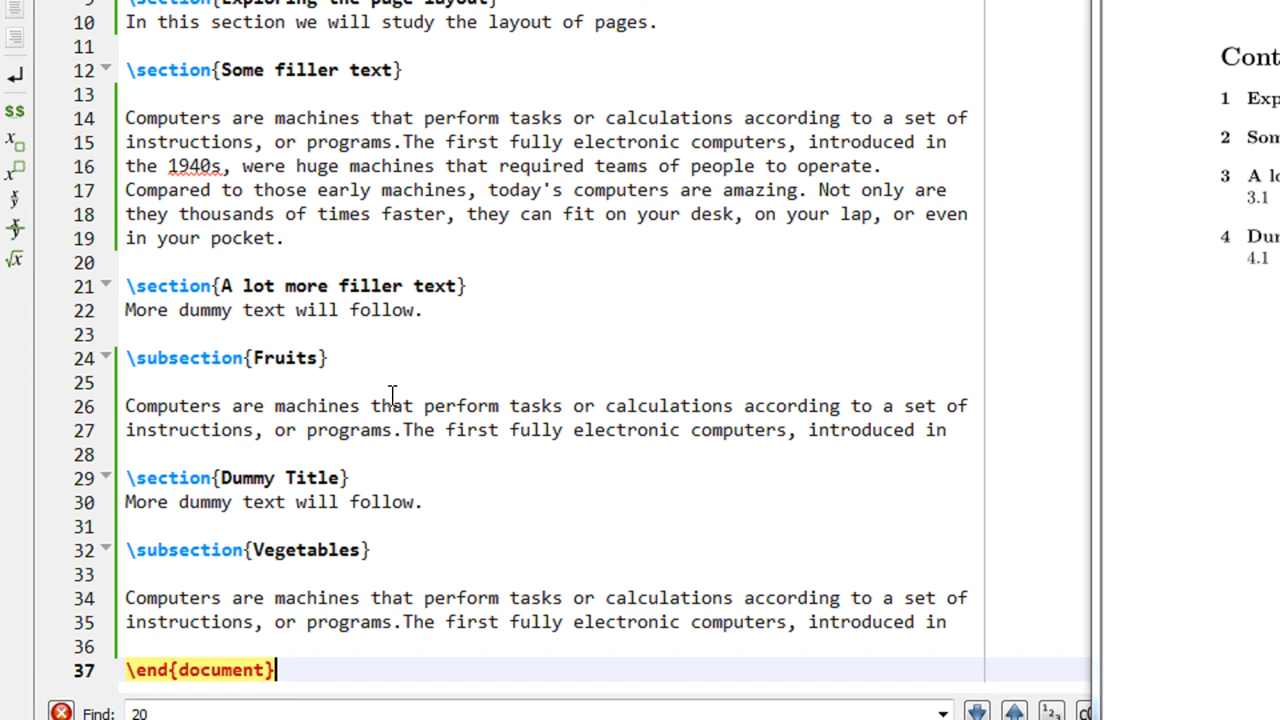 9 \section{Exploring the page layout}
10 In this section we will study the layout of pages.
11
12 \section{Some filler text}
13
14 Computers are machines that perform tasks or calculations according to a set of
15 instructions, or programs.The first fully electronic computers, introduced in
16 the 1940s, were huge machines that required teams of people to operate.
17 Compared to those early machines, today's computers are amazing. Not only are
18 they thousands of times faster, they can fit on your desk, on your lap, or even
19 in your pocket.
20
21 \section{A lot more filler text}
22 More dummy text will follow.
23
24 \subsection{Fruits}
25
26 Computers are machines that perform tasks or calculations according to a set of
27 instructions, or programs.The first fully electronic computers, introduced in
28
29 \section{Dummy Title}
30 More dummy text will follow.
31
32 \subsection{Vegetables}
33
34 Computers are machines that perform tasks or calculations according to a set of
35 instructions, or programs.The first fully electronic computers, introduced in
36
37 \end{document}
Find: 20
$$
Cont
1 Exp
2 Som
3 A lo
3.1
4 Dum
4.1